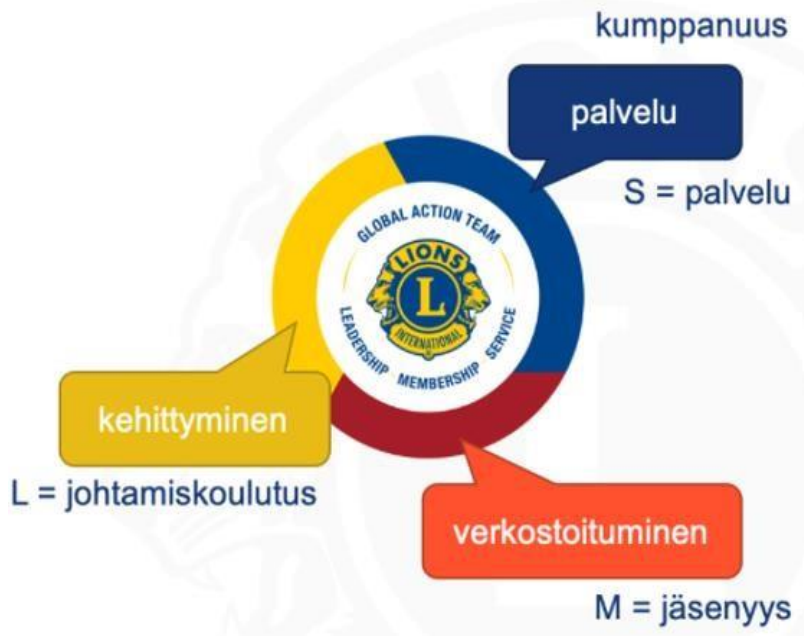 kumppanuus
palvelu
S = palvelu
GLOBAL ACTION TEAM
LIONS
L
INTERNATIONAL
LEADERSHIP MEMBERSHIP SERVICE
kehittyminen
L = johtamiskoulutus
verkostoituminen
M = jäsenyys